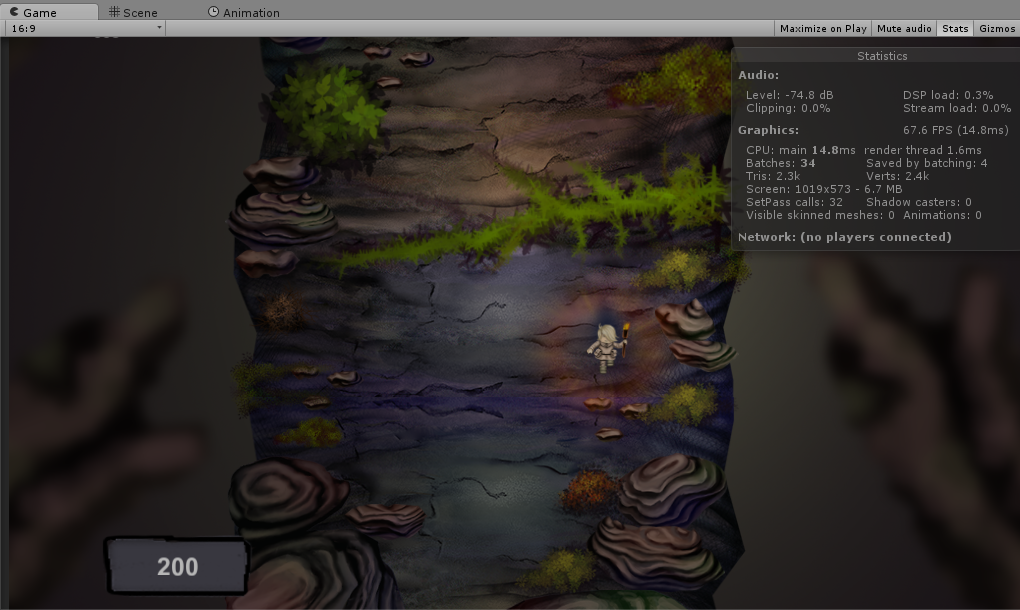 Game Scene Animation
16:9 Maximize on Play Mute audio Stats Gizmos
Statistics
Audio:
Level: -74.8 dB DSP load: 0.3%
Clipping: 0.0% Stream load: 0.0%
Graphics: 67.6 FPS (14.8ms)
CPU: main 14.8ms render thread 1.6ms
Batches: 34 Saved by batching: 4
Tris: 2.3k Verts: 2.4k
Screen: 1019x573 - 6.7 MB
SetPass calls: 32 Shadow casters: 0
Visible skinned meshes: 0 Animations: 0
Network: (no players connected)
200